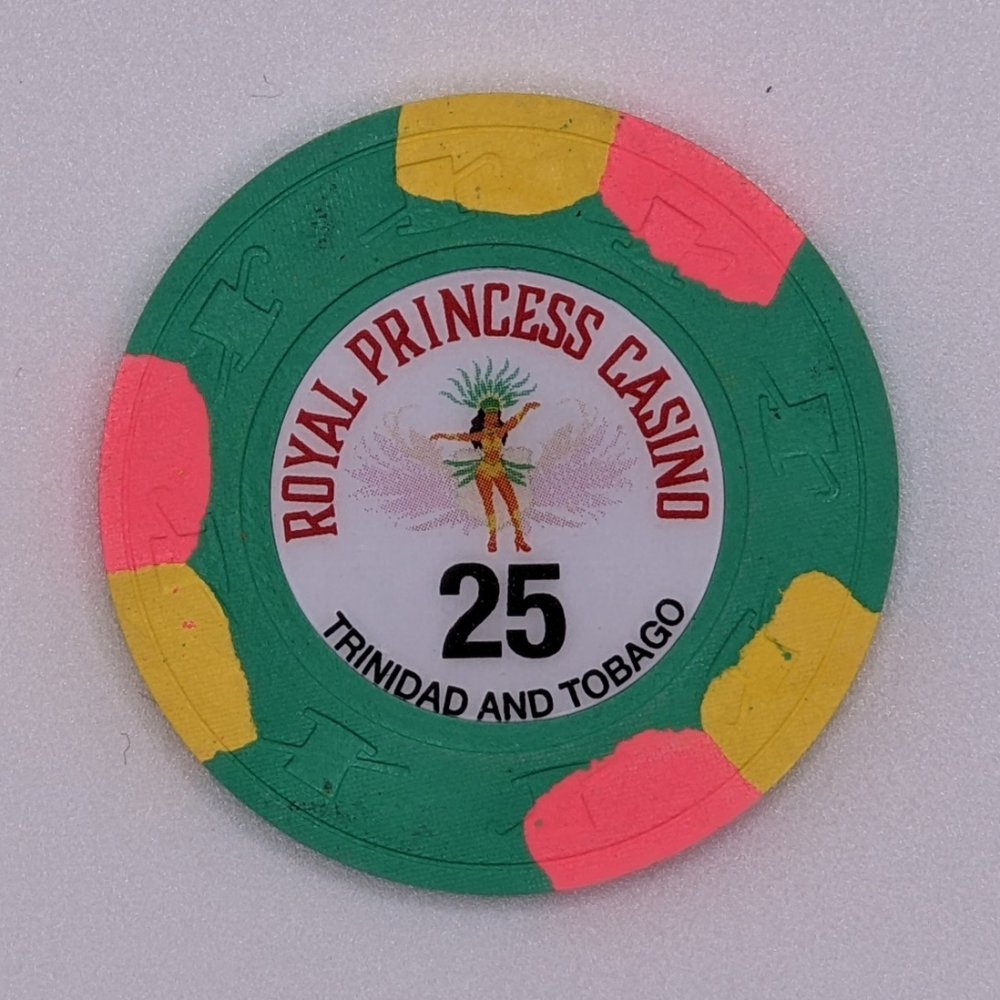 ROYAL PRINCESS CASINO
25
TRINIDAD AND TOBAGO